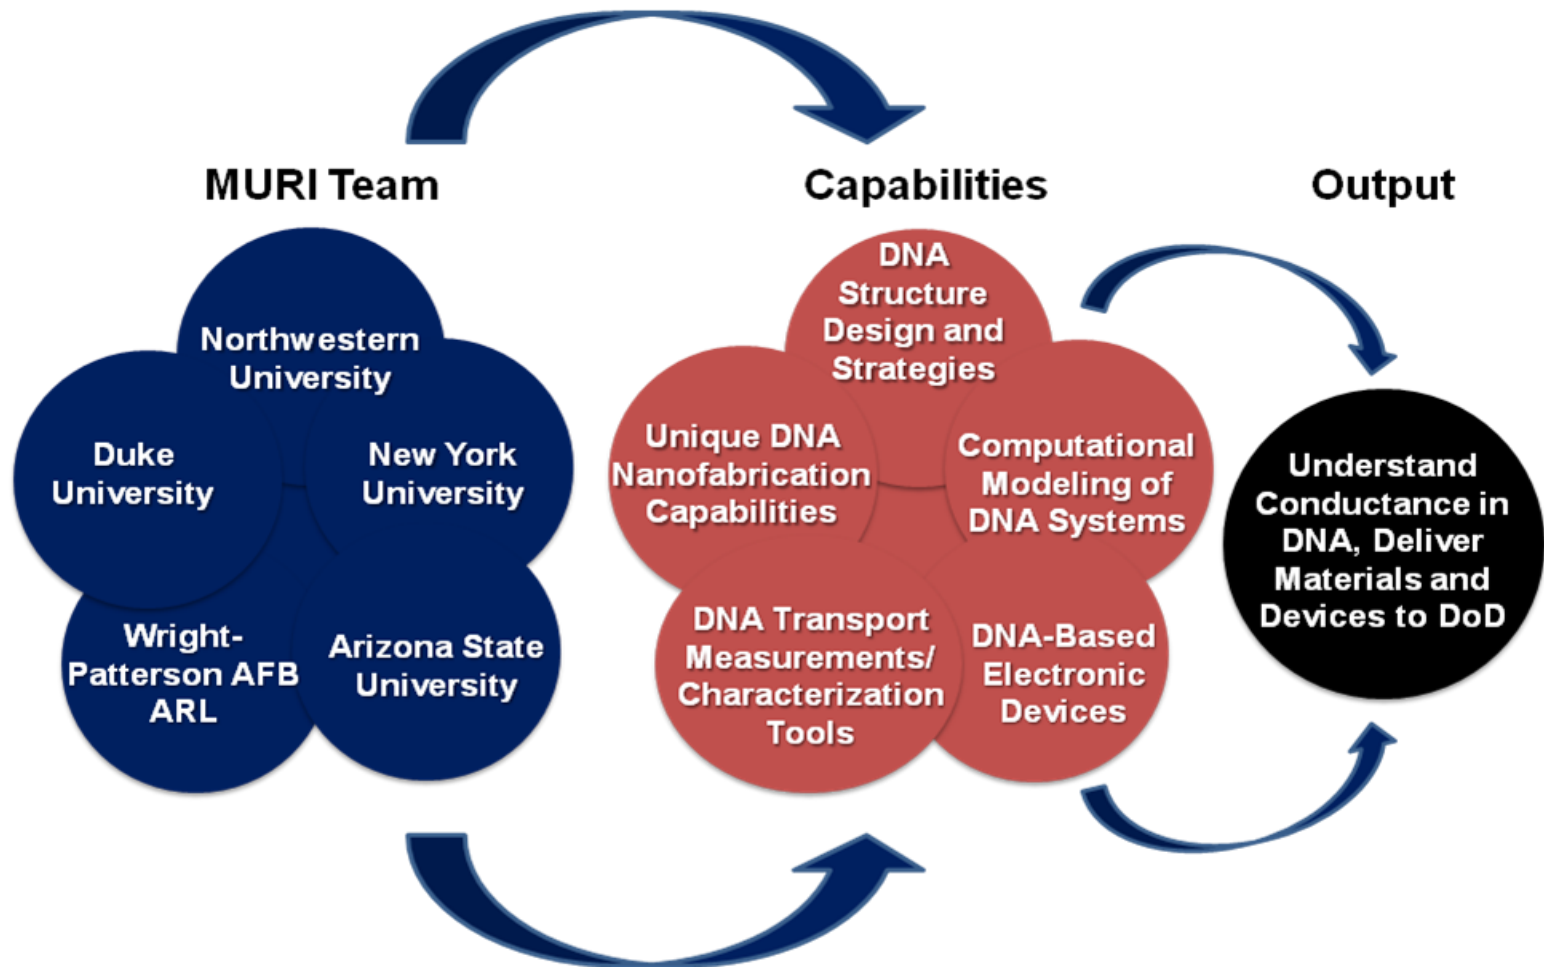 MURI Team
Northwestern
University
Duke
University
New York
University
Wright-
Patterson AFB
ARL
Arizona State
University
Capabilities
DNA
Structure
Design and
Strategies
Unique DNA
Nanofabrication
Capabilities
Computational
Modeling of
DNA Systems
DNA Transport
Measurements/
Characterization
Tools
DNA-Based
Electronic
Devices
Output
Understand
Conductance in
DNA, Deliver
Materials and
Devices to DoD